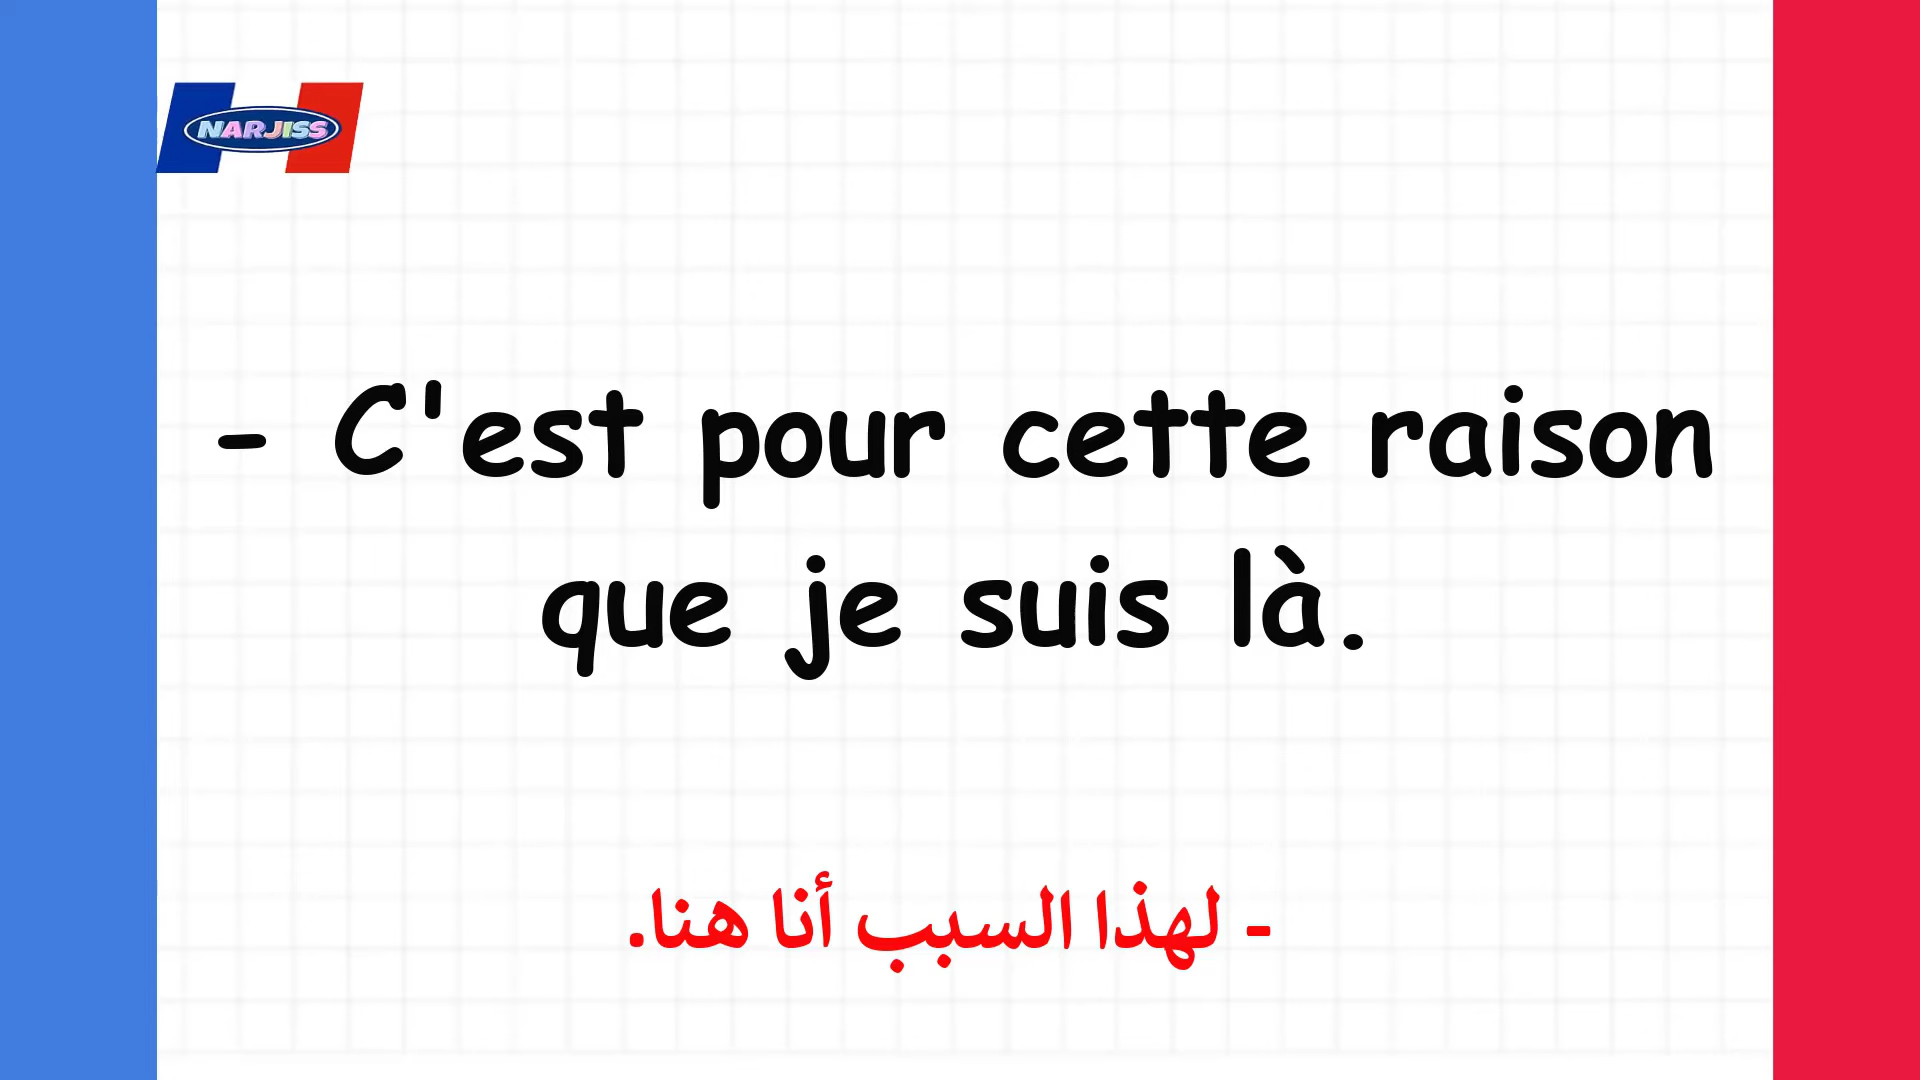 NARJISS
- C'est pour cette raison
que je suis là.
- لهذا السبب أنا هنا.